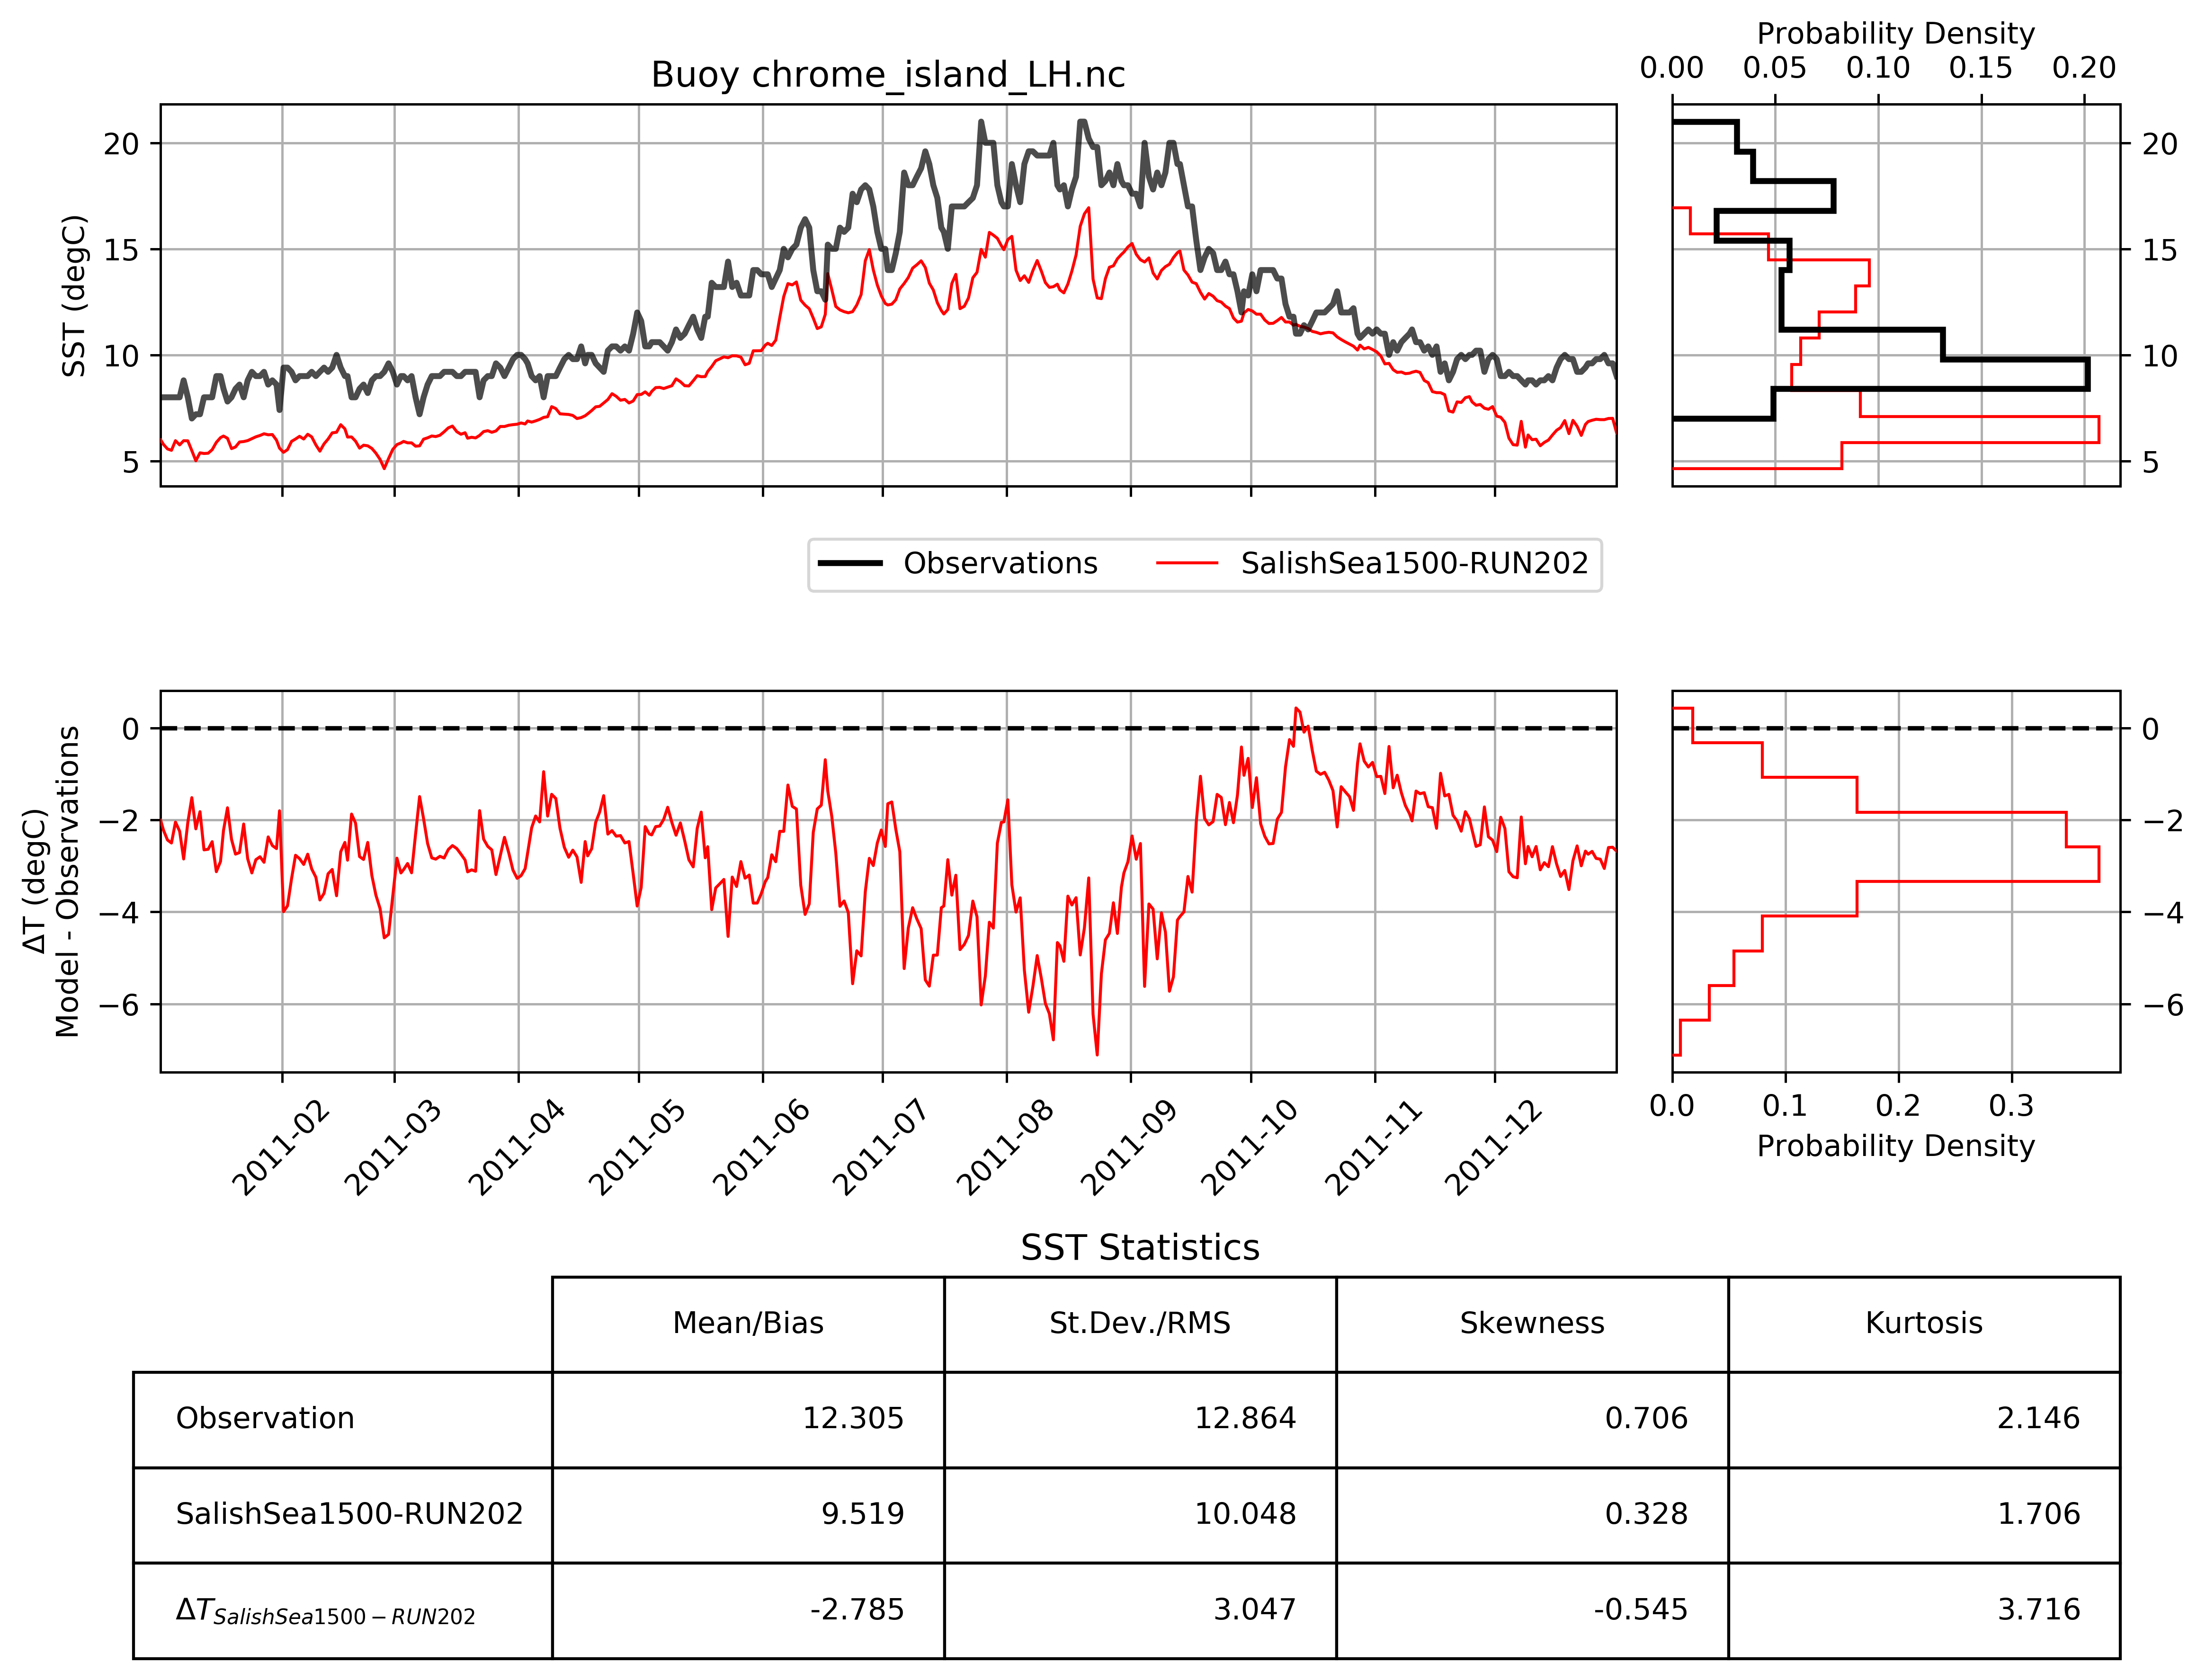 Probability Density
0.00 0.05 0.10 0.15 0.20
Buoy chrome_island_LH.nc
SST (degC)
20
15
10
5
20
15
10
5
Observations SalishSea1500-RUN202
ΔT (degC)
Model - Observations
0
−2
−4
−6
0
−2
−4
−6
2011-02 2011-03 2011-04 2011-05 2011-06 2011-07 2011-08 2011-09 2011-10 2011-11 2011-12
0.0 0.1 0.2 0.3
Probability Density
SST Statistics
Mean/Bias St.Dev./RMS Skewness Kurtosis
Observation 12.305 12.864 0.706 2.146
SalishSea1500-RUN202 9.519 10.048 0.328 1.706
ΔT SalishSea1500−RUN202 -2.785 3.047 -0.545 3.716